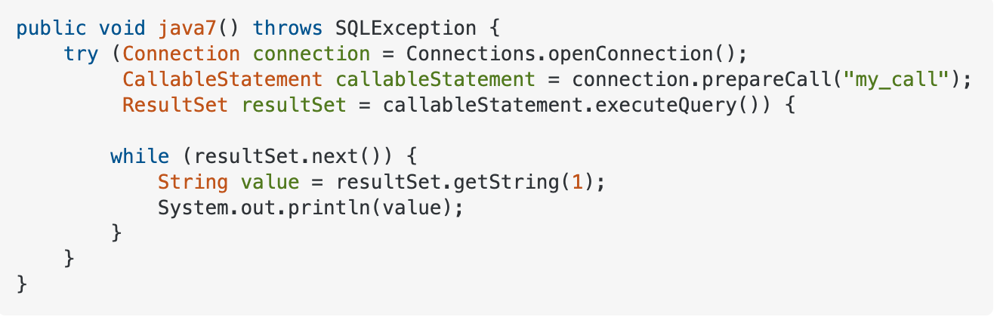 public void java7() throws SQLException {
    try (Connection connection = Connections.openConnection();
         CallableStatement callableStatement = connection.prepareCall("my_call");
         ResultSet resultSet = callableStatement.executeQuery()) {

        while (resultSet.next()) {
            String value = resultSet.getString(1);
            System.out.println(value);
        }
    }
}